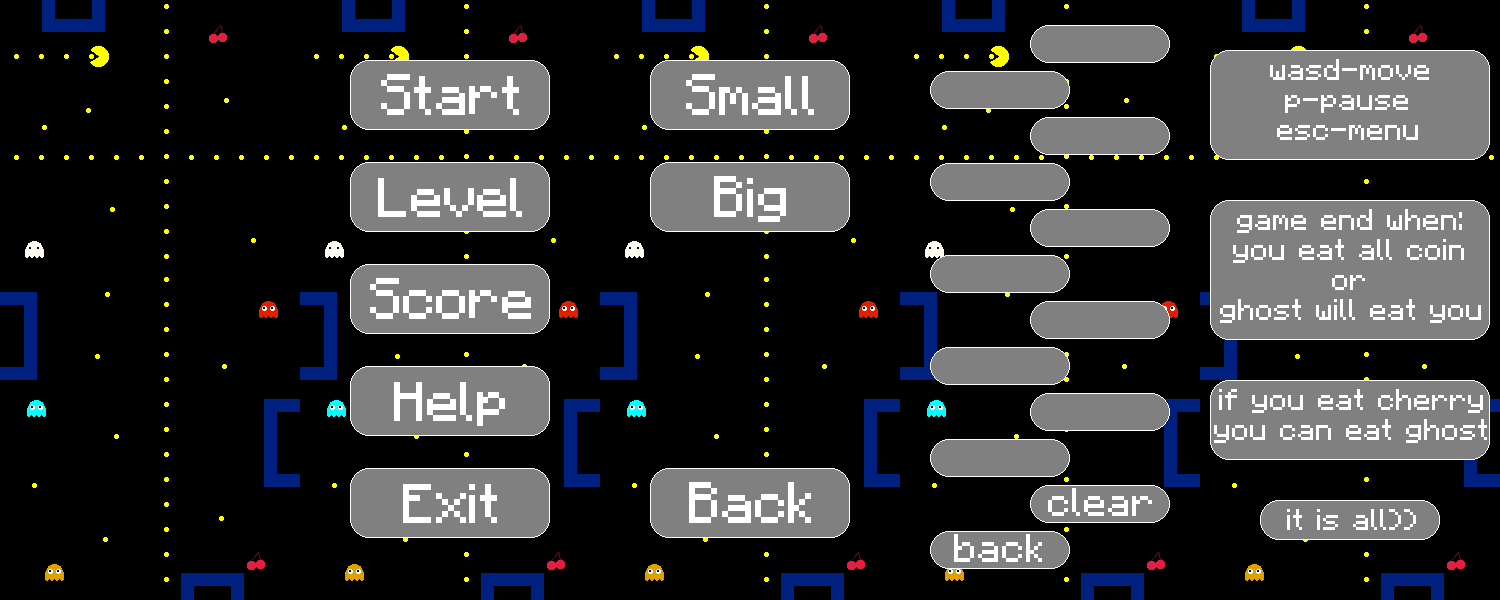 Start
Level
Score
Help
Exit
Small
Big
Back
clear
back
wasd-move
p-pause
esc-menu
game end when:
you eat all coin
or
ghost will eat you
if you eat cherry
you can eat ghost
it is all))